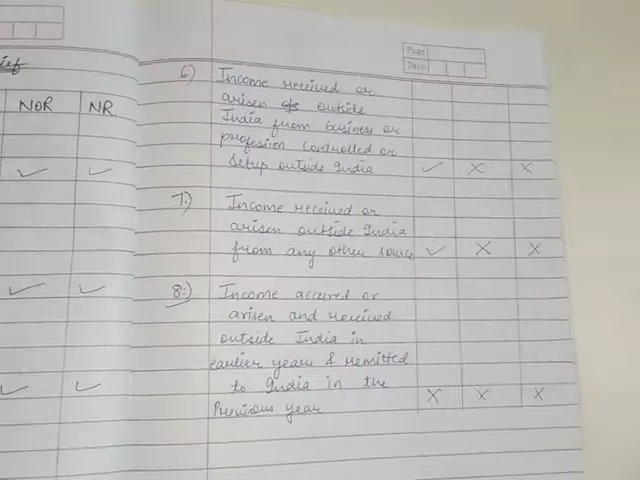 ief
NOR NR
Page
Date
6) Income received or
arisen o/s outside
India from business or
profession controlled or
setup outside India ✓ × ×
7.) Income received or
arisen outside India
from any other source ✓ × ×
8.) Income accrued or
arisen and received
outside India in
earlier years & remitted
to India in the
Previous year × × ×